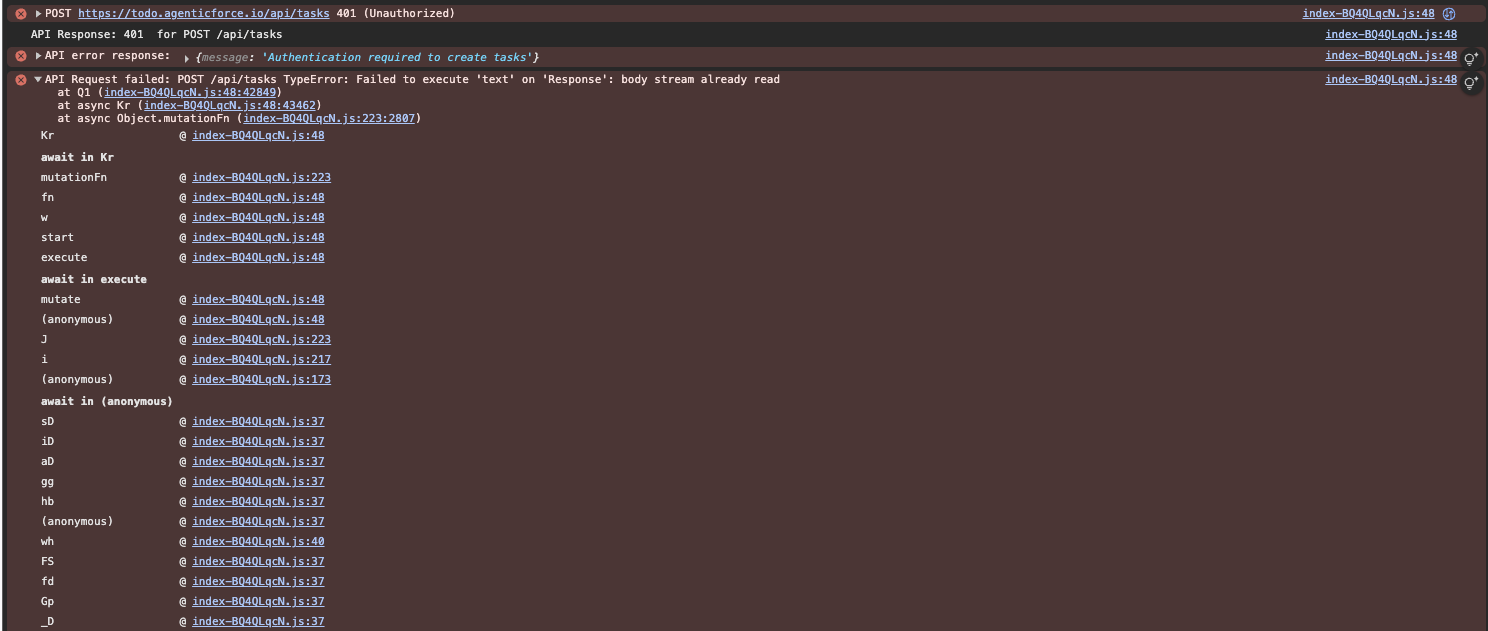 POST https://todo.agenticforce.io/api/tasks 401 (Unauthorized) index-BQ4QLqcN.js:48
API Response: 401 for POST /api/tasks index-BQ4QLqcN.js:48
API error response: {message: 'Authentication required to create tasks'} index-BQ4QLqcN.js:48
API Request failed: POST /api/tasks TypeError: Failed to execute 'text' on 'Response': body stream already read index-BQ4QLqcN.js:48
at Q1 (index-BQ4QLqcN.js:48:42849)
at async Kr (index-BQ4QLqcN.js:48:43462)
at async Object.mutationFn (index-BQ4QLqcN.js:223:2807)
Kr @ index-BQ4QLqcN.js:48
await in Kr
mutationFn @ index-BQ4QLqcN.js:223
fn @ index-BQ4QLqcN.js:48
w @ index-BQ4QLqcN.js:48
start @ index-BQ4QLqcN.js:48
execute @ index-BQ4QLqcN.js:48
await in execute
mutate @ index-BQ4QLqcN.js:48
(anonymous) @ index-BQ4QLqcN.js:48
J @ index-BQ4QLqcN.js:223
i @ index-BQ4QLqcN.js:217
(anonymous) @ index-BQ4QLqcN.js:173
await in (anonymous)
sD @ index-BQ4QLqcN.js:37
iD @ index-BQ4QLqcN.js:37
aD @ index-BQ4QLqcN.js:37
gg @ index-BQ4QLqcN.js:37
hb @ index-BQ4QLqcN.js:37
(anonymous) @ index-BQ4QLqcN.js:37
wh @ index-BQ4QLqcN.js:40
FS @ index-BQ4QLqcN.js:37
fd @ index-BQ4QLqcN.js:37
Gp @ index-BQ4QLqcN.js:37
_D @ index-BQ4QLqcN.js:37